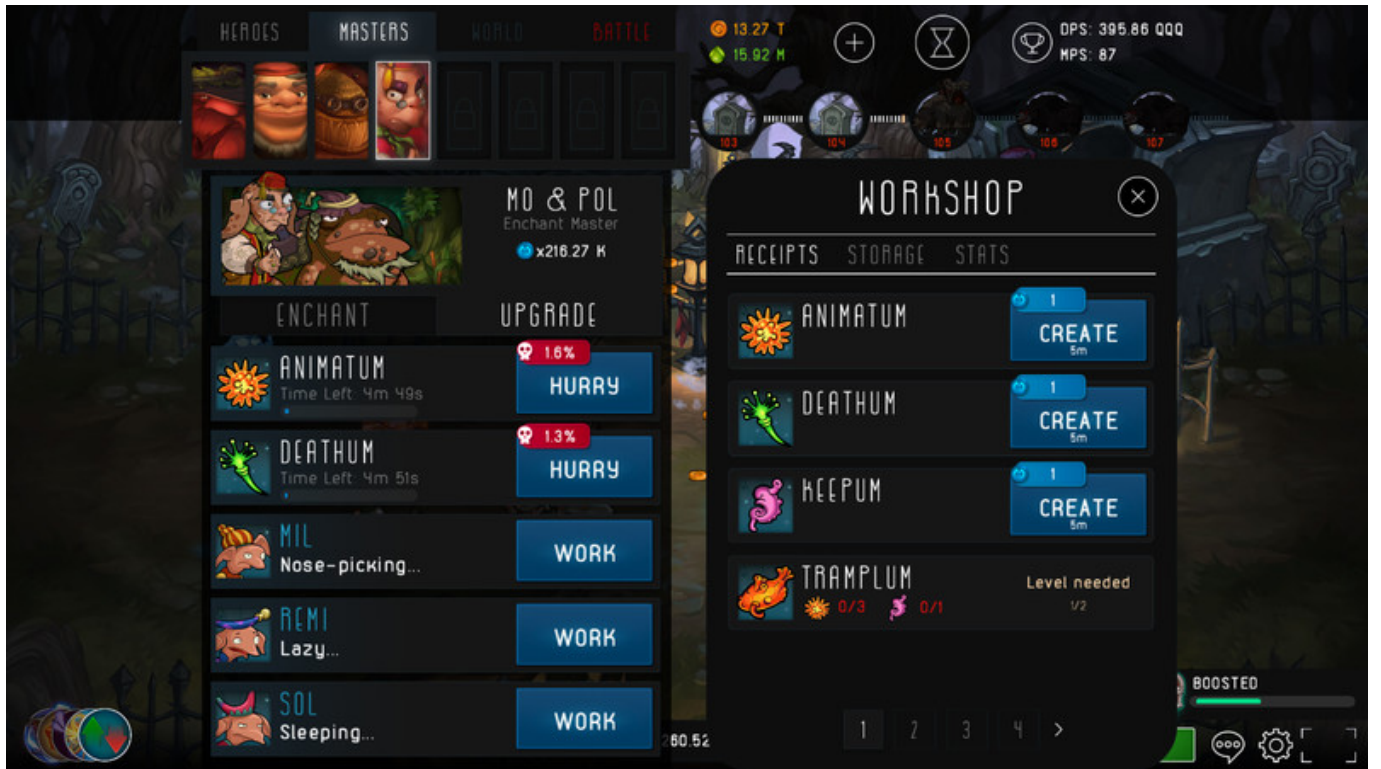 HEROES
MASTERS
WORLD
BATTLE
13.27 T
15.92 M
DPS: 395.86 QQQ
MPS: 87
103
104
105
106
107
MO & POL
Enchant Master
x216.27 K
ENCHANT
UPGRADE
ANIMATUM
Time Left: 4m 49s
1.6%
HURRY
DEATHUM
Time Left: 4m 51s
1.3%
HURRY
MIL
Nose-picking...
WORK
REMI
Lazy...
WORK
SOL
Sleeping...
WORK
260.52
WORKSHOP
RECEIPTS
STORAGE
STATS
ANIMATUM
1
CREATE
5m
DEATHUM
1
CREATE
5m
KEEPUM
1
CREATE
5m
TRAMPLUM
0/3
0/1
Level needed
1/2
1
2
3
4
>
BOOSTED